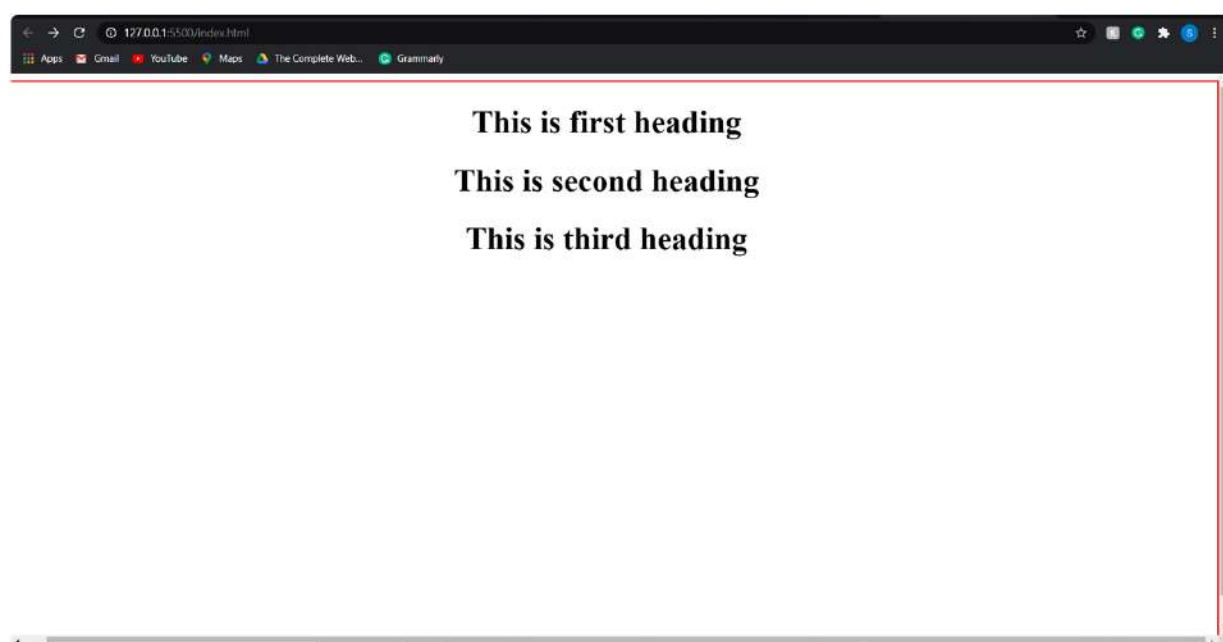 127.0.0.1:5500/index.html
Apps Gmail YouTube Maps The Complete Web... Grammarly
This is first heading
This is second heading
This is third heading